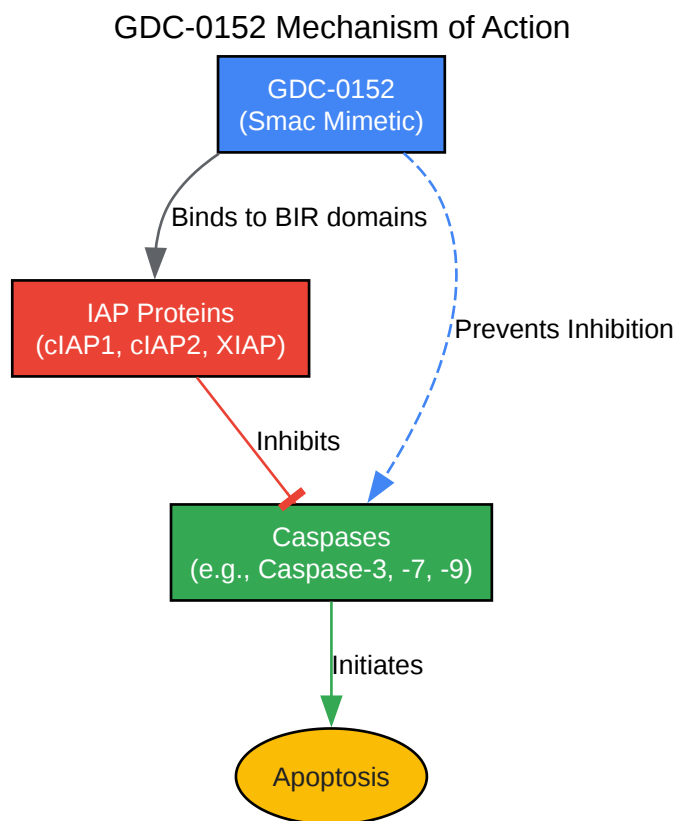 GDC-0152 Mechanism of Action
GDC-0152
(Smac Mimetic)
Binds to BIR domains
IAP Proteins
(cIAP1, cIAP2, XIAP)
Prevents Inhibition
Inhibits
Caspases
(e.g., Caspase-3, -7, -9)
Initiates
Apoptosis